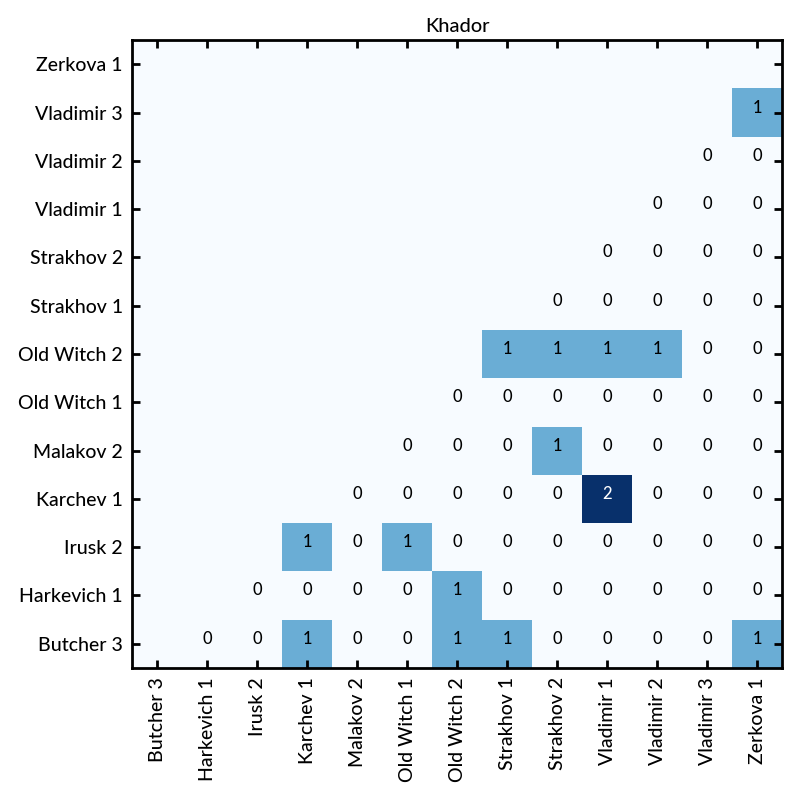 Khador
Zerkova 1
Vladimir 3 1
Vladimir 2 0 0
Vladimir 1 0 0 0
Strakhov 2 0 0 0 0
Strakhov 1 0 0 0 0 0
Old Witch 2 1 1 1 1 0 0
Old Witch 1 0 0 0 0 0 0 0
Malakov 2 0 0 0 1 0 0 0 0
Karchev 1 0 0 0 0 0 2 0 0 0
Irusk 2 1 0 1 0 0 0 0 0 0 0
Harkevich 1 0 0 0 0 1 0 0 0 0 0 0
Butcher 3 0 0 1 0 0 1 1 0 0 0 0 1
Butcher 3
Harkevich 1
Irusk 2
Karchev 1
Malakov 2
Old Witch 1
Old Witch 2
Strakhov 1
Strakhov 2
Vladimir 1
Vladimir 2
Vladimir 3
Zerkova 1